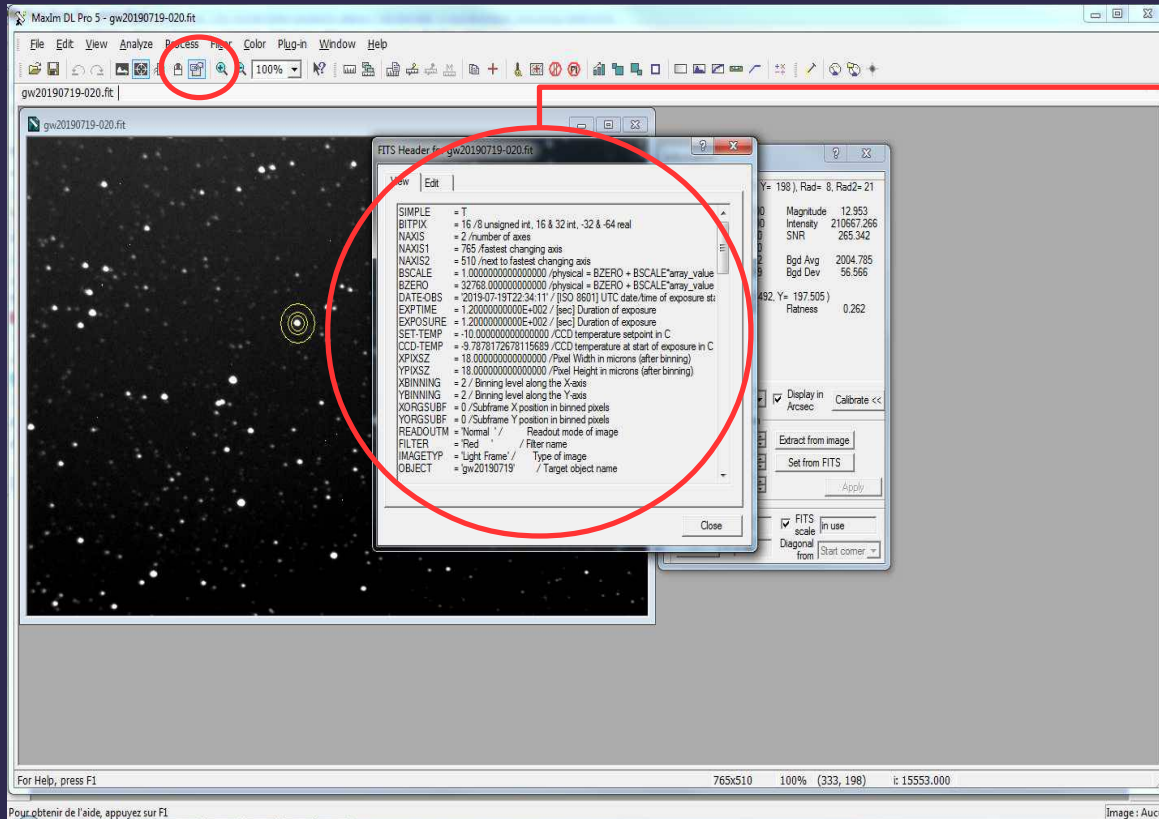 MaxIm DL Pro 5 - gw20190719-020.fit
File Edit View Analyze Process Filter Color Plug-in Window Help
100%
gw20190719-020.fit
gw20190719-020.fit
FITS Header for gw20190719-020.fit
View Edit
SIMPLE = T
BITPIX = 16 /8 unsigned int, 16 & 32 int, -32 & -64 real
NAXIS = 2 /number of axes
NAXIS1 = 765 /fastest changing axis
NAXIS2 = 510 /next to fastest changing axis
BSCALE = 1.0000000000000000 /physical = BZERO + BSCALE*array_value
BZERO = 32768.000000000000 /physical = BZERO + BSCALE*array_value
DATE-OBS = '2019-07-19T22:34:11' / [ISO 8601] UTC date/time of exposure sta
EXPTIME = 1.20000000000E+002 / [sec] Duration of exposure
EXPOSURE = 1.20000000000E+002 / [sec] Duration of exposure
SET-TEMP = -10.000000000000000 /CCD temperature setpoint in C
CCD-TEMP = -9.7878172678115689 /CCD temperature at start of exposure in C
XPIXSZ = 18.000000000000000 /Pixel Width in microns (after binning)
YPIXSZ = 18.000000000000000 /Pixel Height in microns (after binning)
XBINNING = 2 / Binning level along the X-axis
YBINNING = 2 / Binning level along the Y-axis
XORGSUBF = 0 /Subframe X position in binned pixels
YORGSUBF = 0 /Subframe Y position in binned pixels
READOUTM = 'Normal ' / Readout mode of image
FILTER = 'Red ' / Filter name
IMAGETYP = 'Light Frame' / Type of image
OBJECT = 'gw20190719' / Target object name
Close
Y= 198 ), Rad= 8, Rad2= 21
Magnitude 12.953
Intensity 210667.266
SNR 265.342
Bgd Avg 2004.785
Bgd Dev 56.566
492, Y= 197.505 )
Flatness 0.262
Display in Arcsec
Calibrate <<
Extract from image
Set from FITS
Apply
FITS scale in use
Diagonal from Start corner
For Help, press F1
765x510 100% (333, 198) i: 15553.000
Pour obtenir de l'aide, appuyez sur F1
Image : Auc